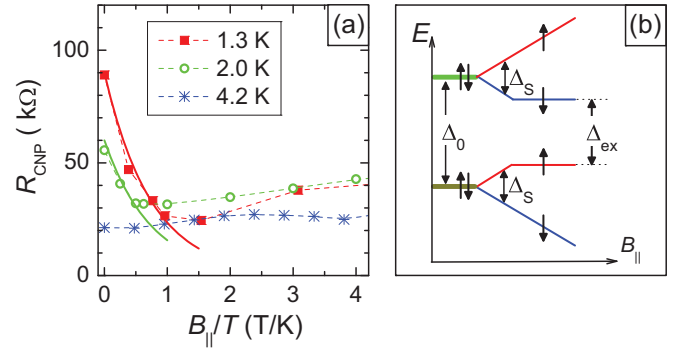 (a)
100
50
0
R_CNP ( kΩ)
1.3 K
2.0 K
4.2 K
0 1 2 3 4
B_||/T (T/K)
(b)
E
Δ_S
Δ_0
Δ_ex
Δ_S
B_||